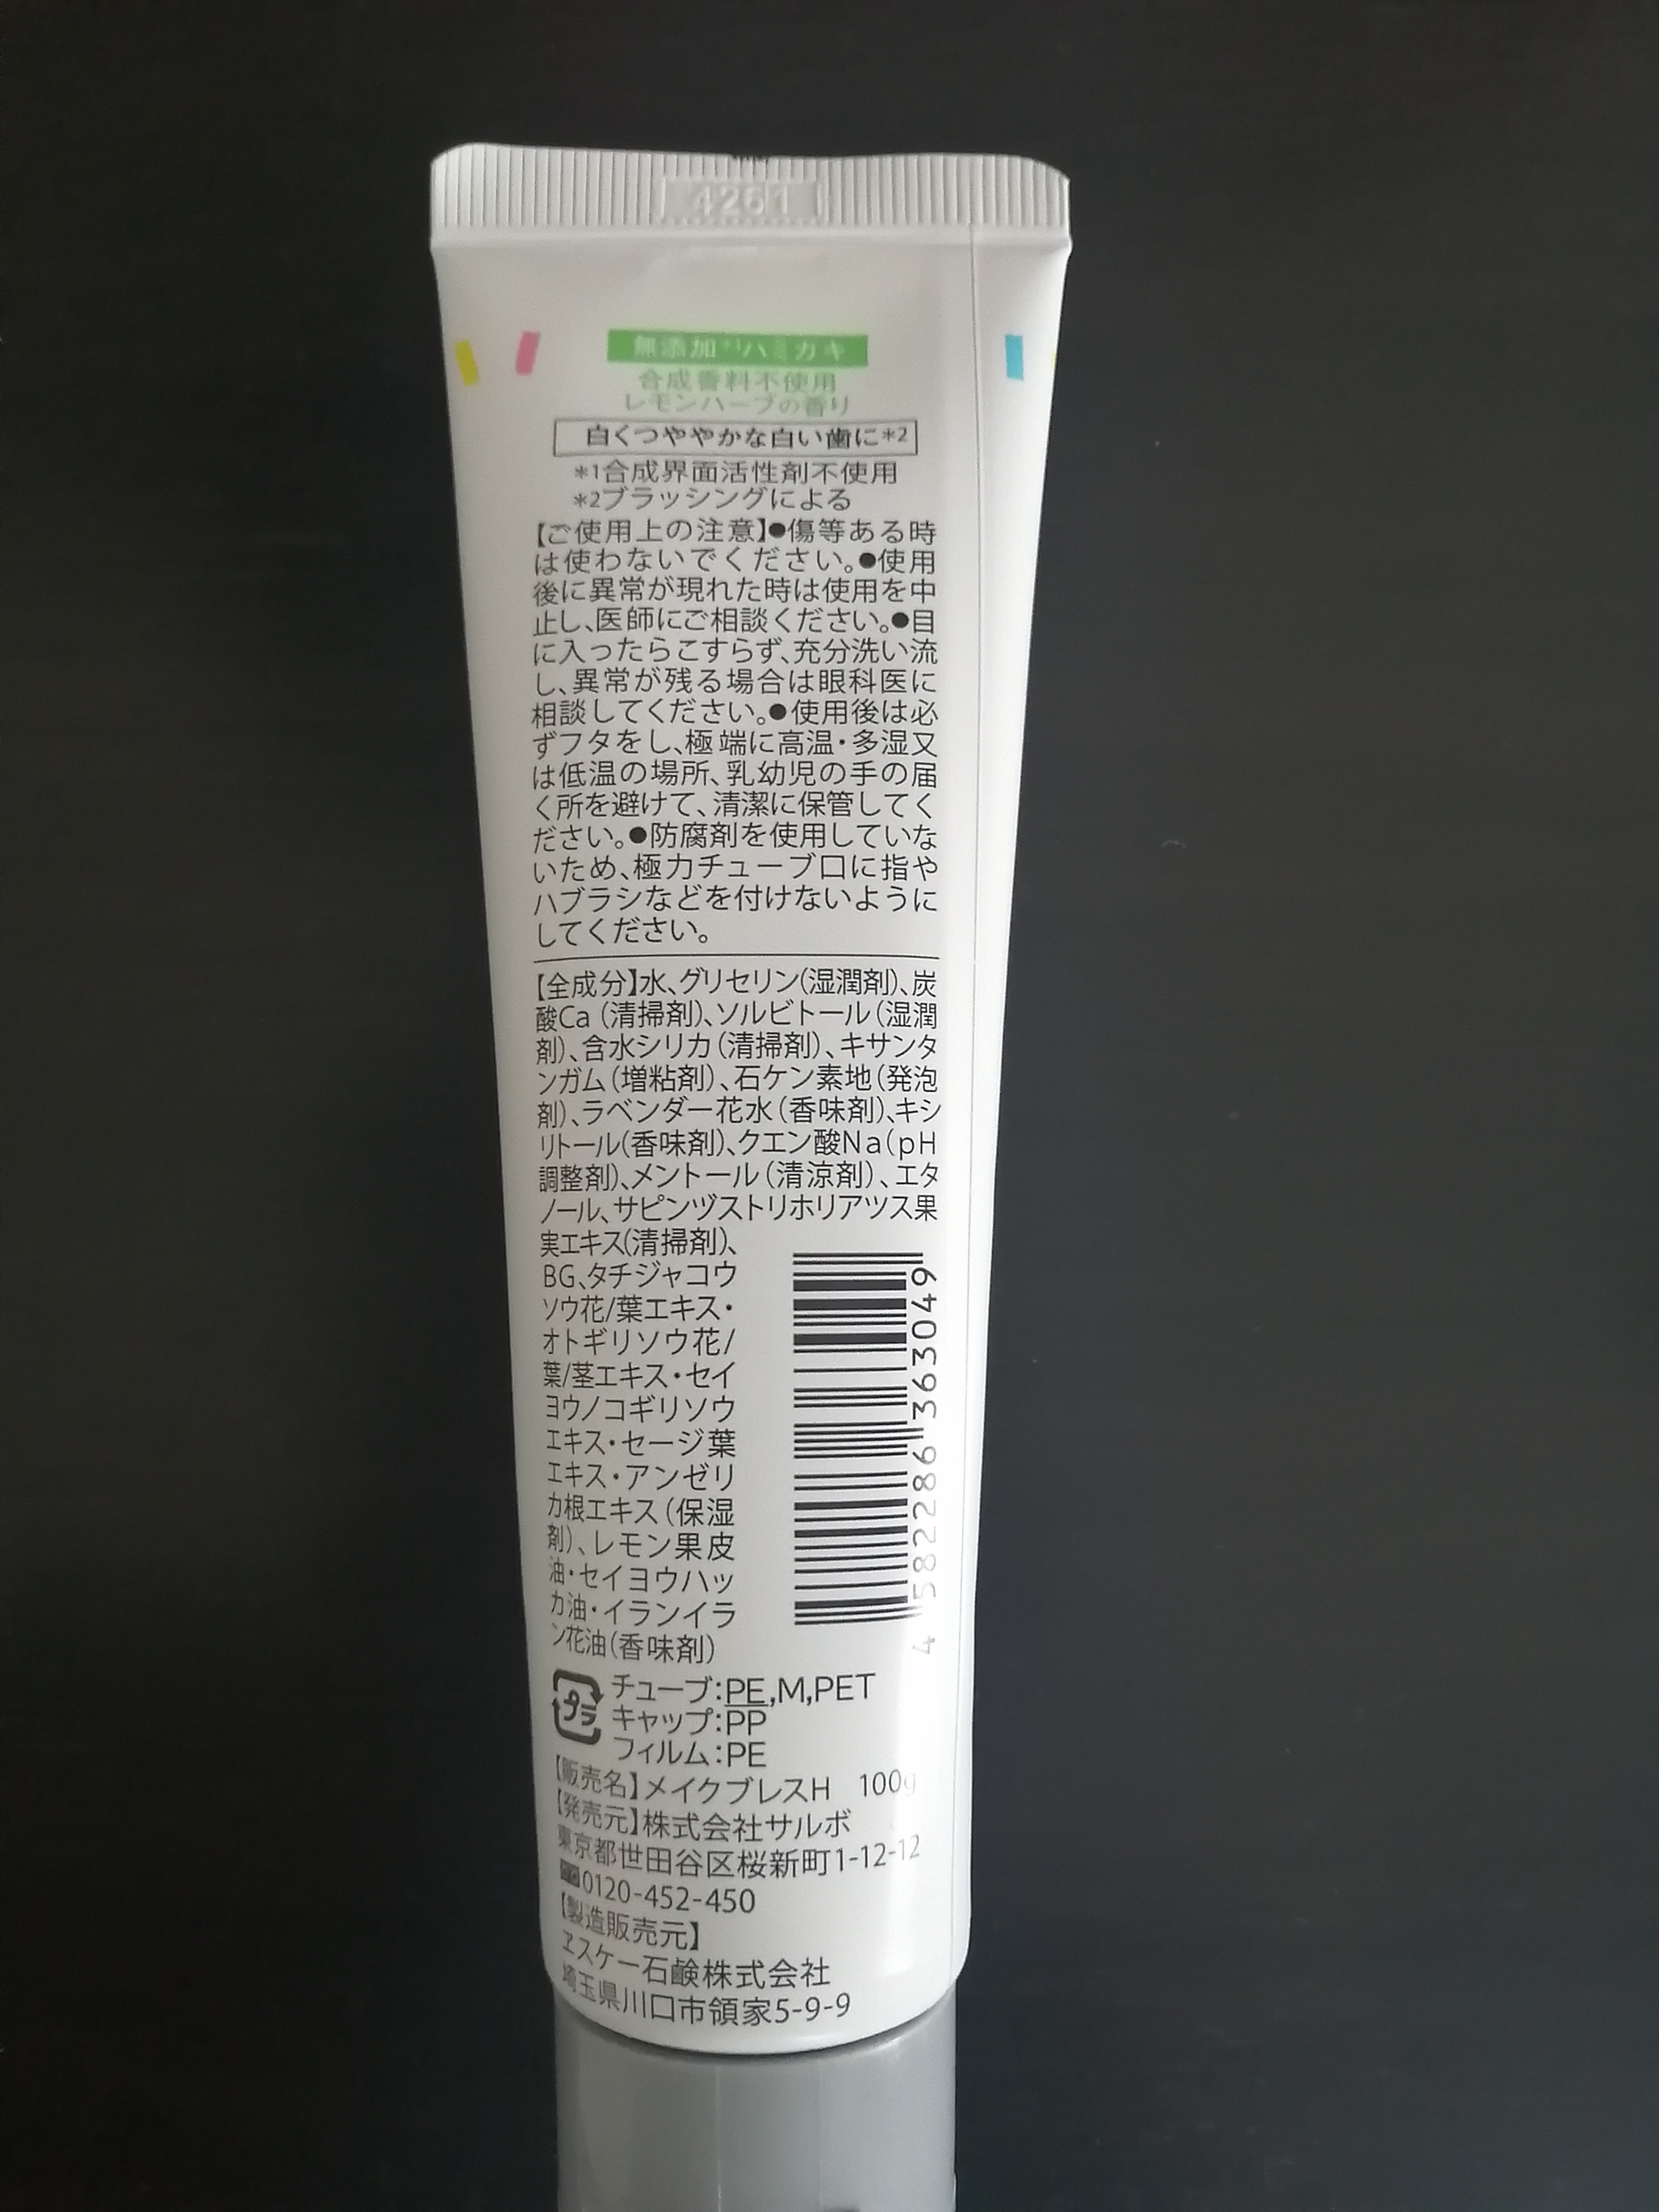 4261
無添加*1ハミガキ
合成香料不使用
レモンハーブの香り
白くつややかな白い歯に*2
*1合成界面活性剤不使用
*2ブラッシングによる
【ご使用上の注意】●傷等ある時
は使わないでください。●使用
後に異常が現れた時は使用を中
止し、医師にご相談ください。●目
に入ったらこすらず、充分洗い流
し、異常が残る場合は眼科医に
相談してください。●使用後は必
ずフタをし、極端に高温・多湿又
は低温の場所、乳幼児の手の届
く所を避けて、清潔に保管してく
ださい。●防腐剤を使用していな
いため、極力チューブ口に指や
ハブラシなどを付けないように
してください。
【全成分】水、グリセリン(湿潤剤)、炭
酸Ca(清掃剤)、ソルビトール(湿潤
剤)、含水シリカ(清掃剤)、キサンタ
ンガム(増粘剤)、石ケン素地(発泡
剤)、ラベンダー花水(香味剤)、キシ
リトール(香味剤)、クエン酸Na(pH
調整剤)、メントール(清涼剤)、エタ
ノール、サピンヅストリホリアツス果
実エキス(清掃剤)、
BG、タチジャコウ
ソウ花/葉エキス・
オトギリソウ花/
葉/茎エキス・セイ
ヨウノコギリソウ
エキス・セージ葉
エキス・アンゼリ
カ根エキス(保湿
剤)、レモン果皮
油・セイヨウハッ
カ油・イランイラ
ン花油(香味剤)
4 582286 363049
プラ
チューブ:PE,M,PET
キャップ:PP
フィルム:PE
【販売名】メイクブレスH 100g
【発売元】株式会社サルボ
東京都世田谷区桜新町1-12-12
0120-452-450
【製造販売元】
ヱスケー石鹸株式会社
埼玉県川口市領家5-9-9